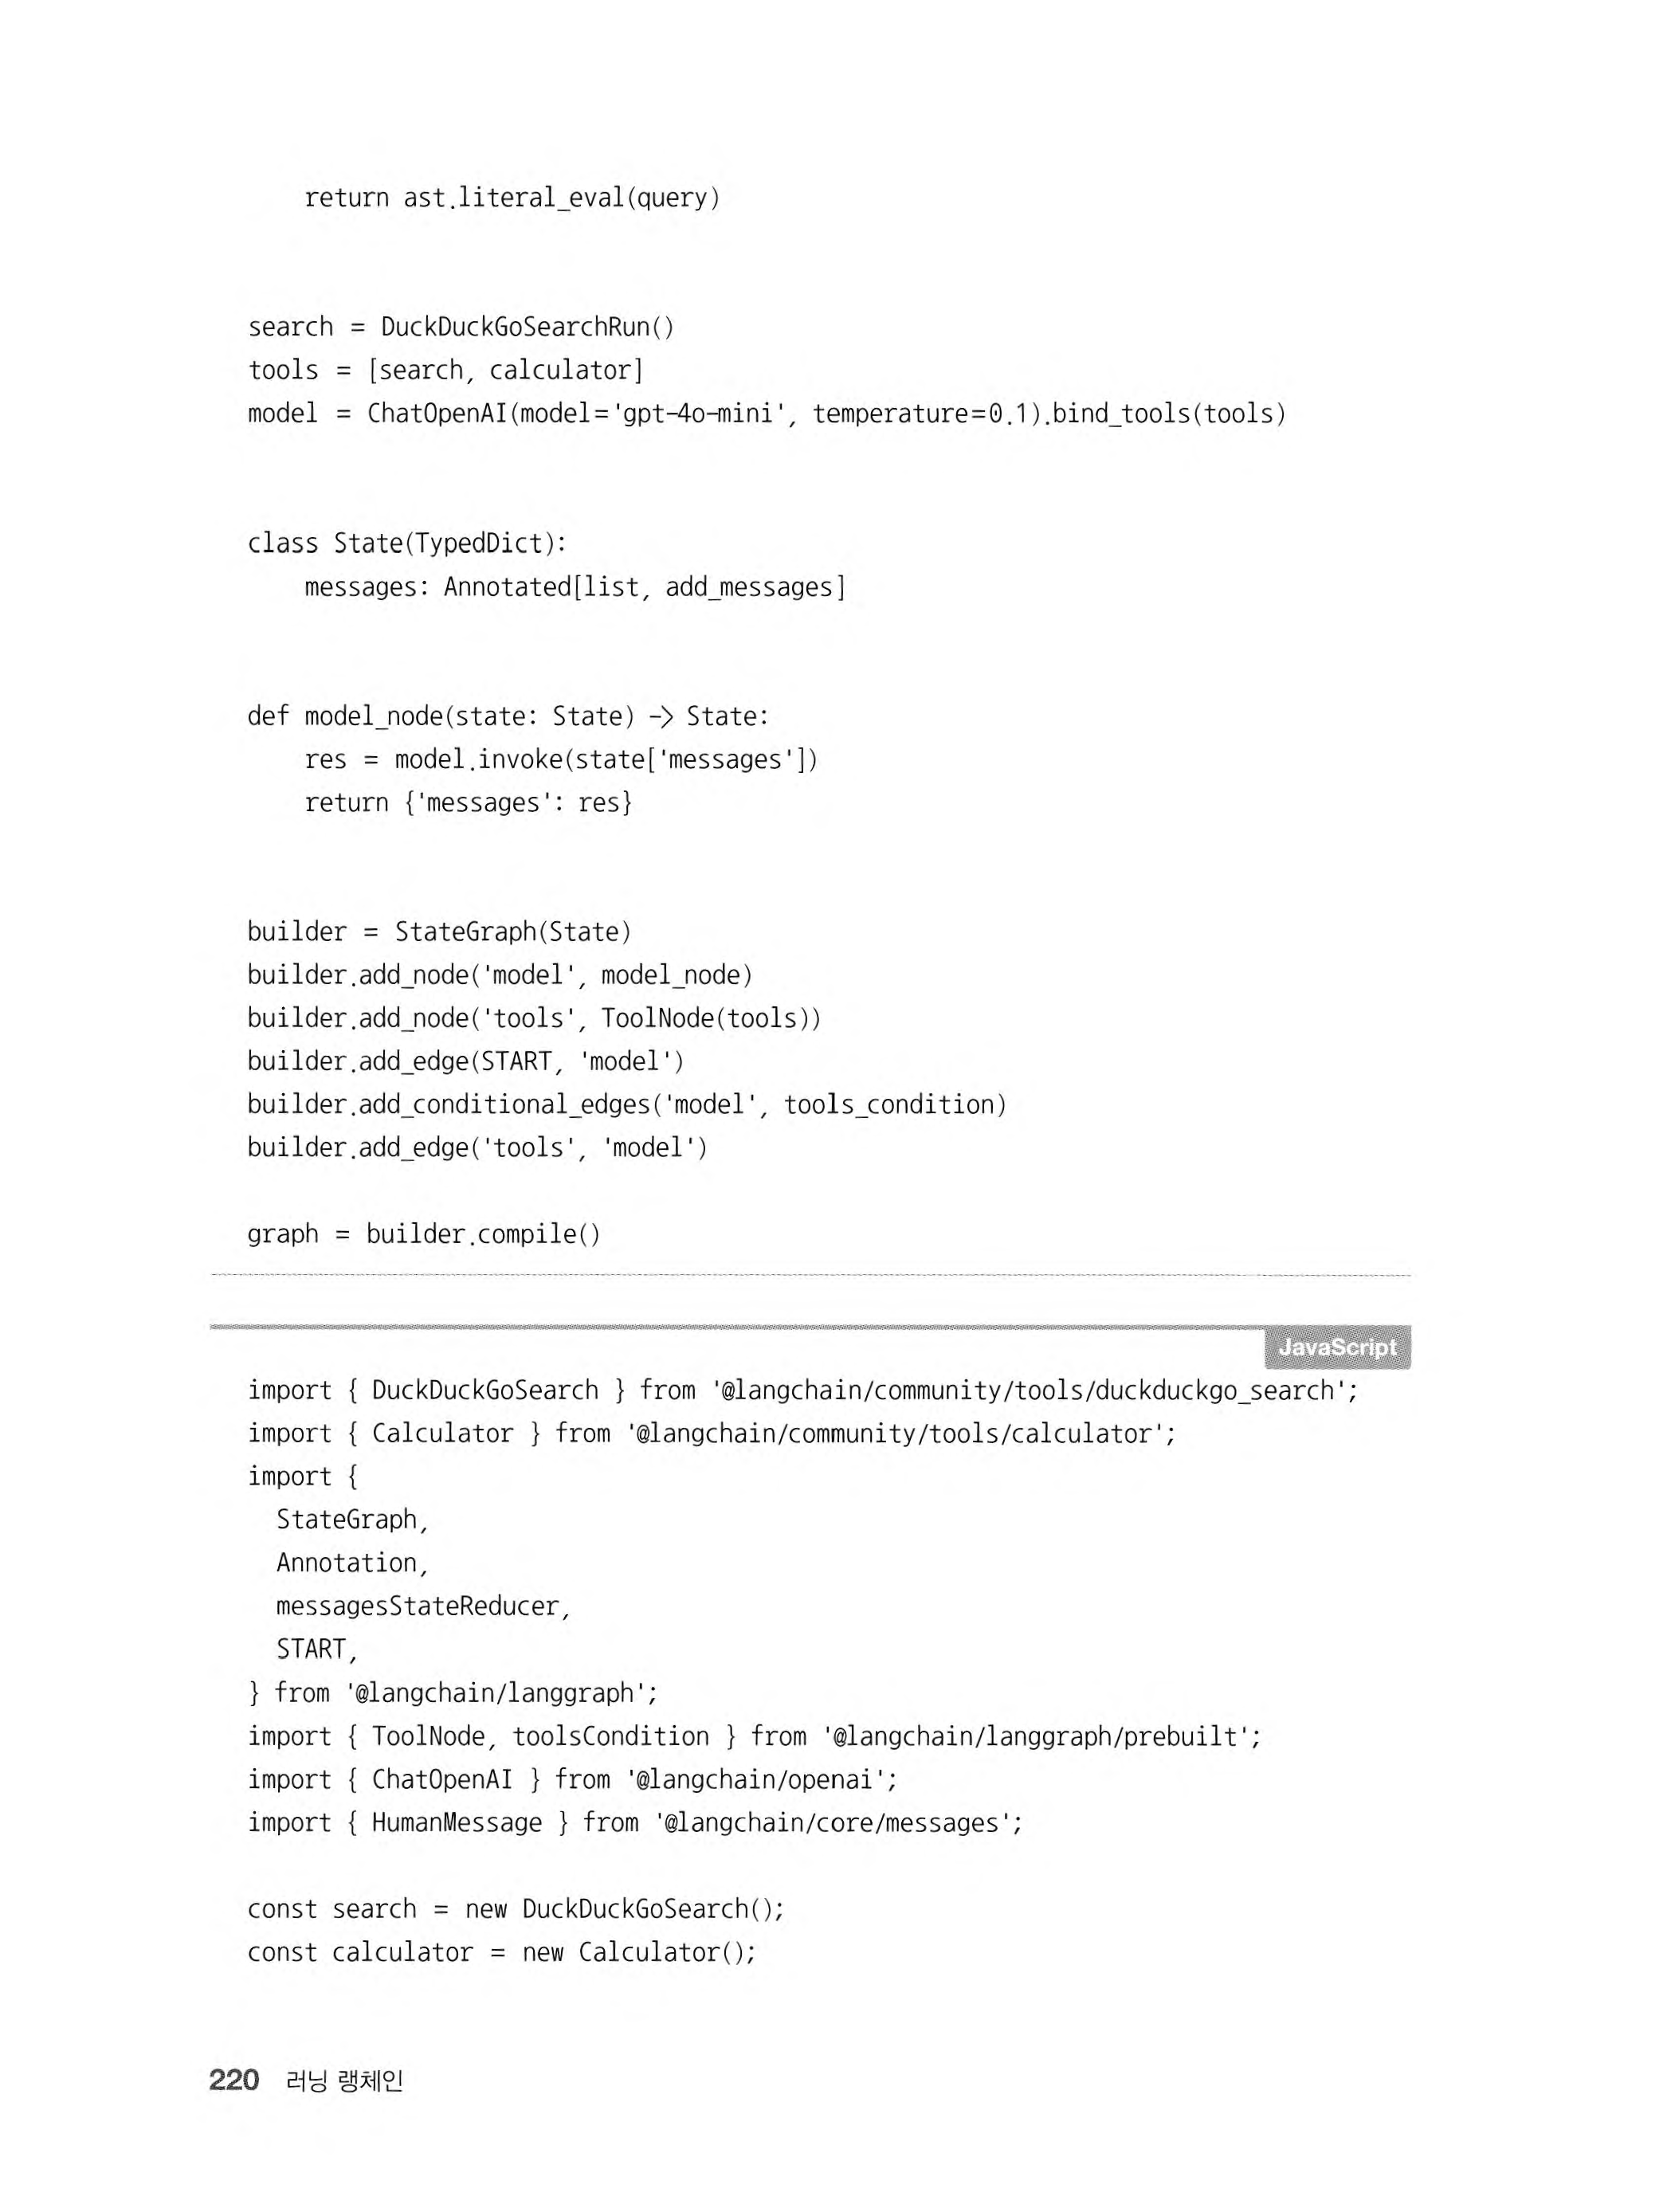 return ast.literal_eval(query)
search = DuckDuckGoSearchRun()
tools = [search, calculator]
model = ChatOpenAI(model='gpt-4o-mini', temperature=0.1).bind_tools(tools)
class State(TypedDict):
    messages: Annotated[list, add_messages]
def model_node(state: State) -> State:
    res = model.invoke(state['messages'])
    return {'messages': res}
builder = StateGraph(State)
builder.add_node('model', model_node)
builder.add_node('tools', ToolNode(tools))
builder.add_edge(START, 'model')
builder.add_conditional_edges('model', tools_condition)
builder.add_edge('tools', 'model')
graph = builder.compile()
JavaScript
import { DuckDuckGoSearch } from '@langchain/community/tools/duckduckgo_search';
import { Calculator } from '@langchain/community/tools/calculator';
import {
  StateGraph,
  Annotation,
  messagesStateReducer,
  START,
} from '@langchain/langgraph';
import { ToolNode, toolsCondition } from '@langchain/langgraph/prebuilt';
import { ChatOpenAI } from '@langchain/openai';
import { HumanMessage } from '@langchain/core/messages';
const search = new DuckDuckGoSearch();
const calculator = new Calculator();
220 러닝 랭체인